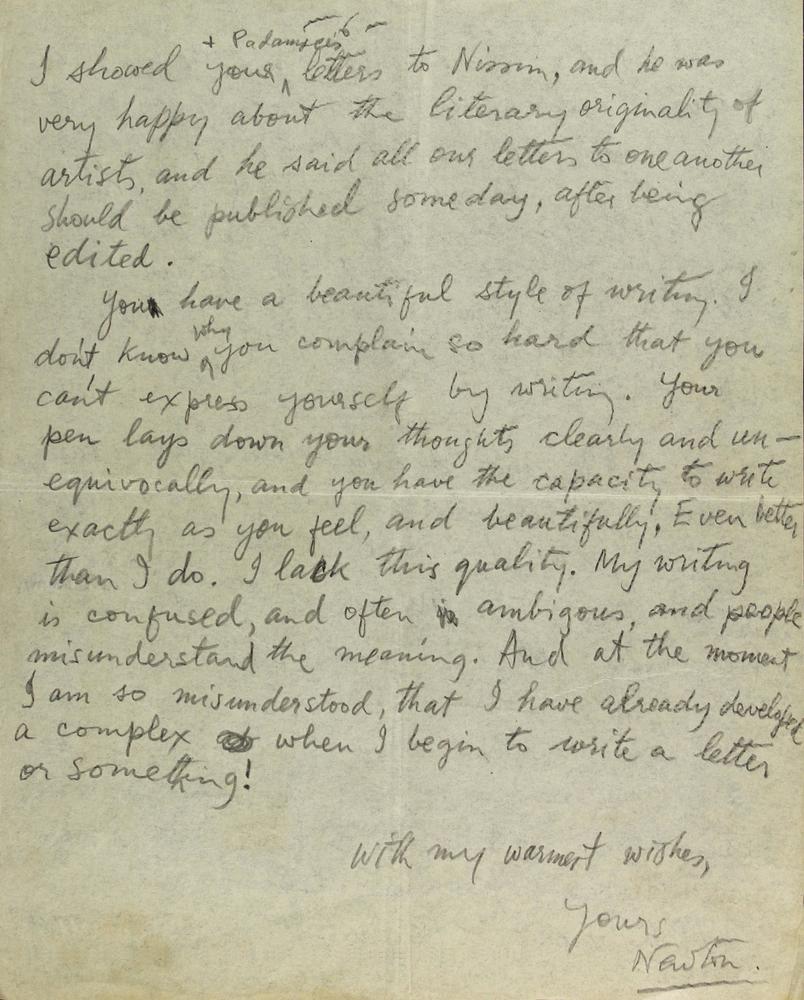 + Padamsee's
I showed your letters to Nissim, and he was
very happy about the literary originality of
artists, and he said all our letters to one another
should be published someday, after being
edited.
You have a beautiful style of writing. I
don't know why you complain so hard that you
can't express yourself by writing. Your
pen lays down your thoughts clearly and un-
equivocally, and you have the capacity to write
exactly as you feel, and beautifully. Even better
than I do. I lack this quality. My writing
is confused, and often ambigous, and people
misunderstand the meaning. And at the moment
I am so misunderstood, that I have already developed
a complex when I begin to write a letter
or something!
With my warmest wishes,
Yours
Newton.